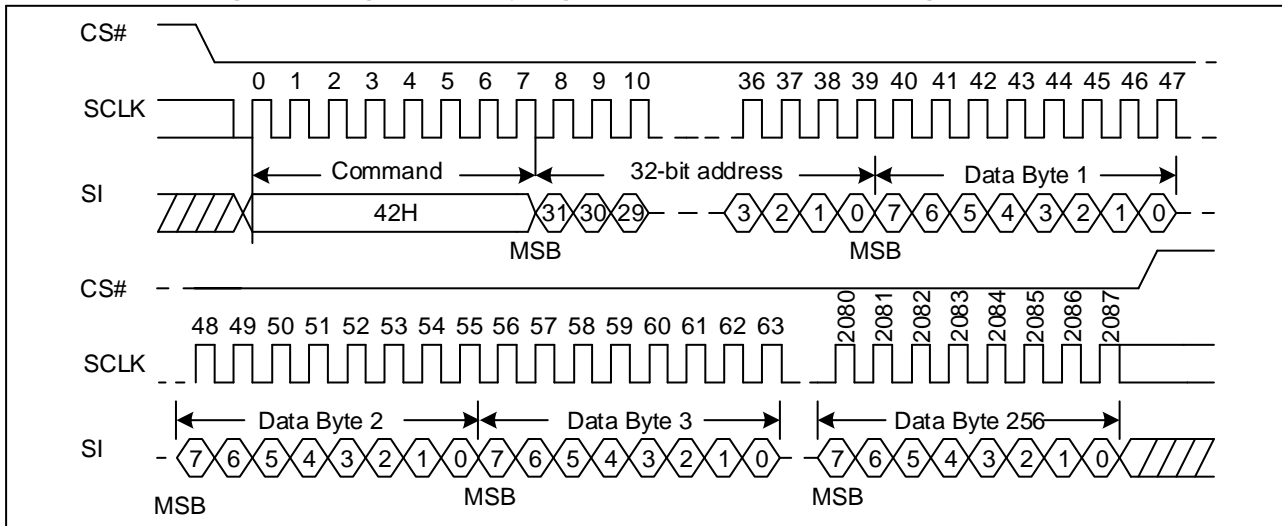 CS#
0 1 2 3 4 5 6 7 8 9 10 36 37 38 39 40 41 42 43 44 45 46 47
SCLK
Command 32-bit address Data Byte 1
SI
42H 31 30 29 3 2 1 0 7 6 5 4 3 2 1 0
MSB MSB
CS#
48 49 50 51 52 53 54 55 56 57 58 59 60 61 62 63 2080 2081 2082 2083 2084 2085 2086 2087
SCLK
Data Byte 2 Data Byte 3 Data Byte 256
SI
7 6 5 4 3 2 1 0 7 6 5 4 3 2 1 0 7 6 5 4 3 2 1 0
MSB MSB MSB